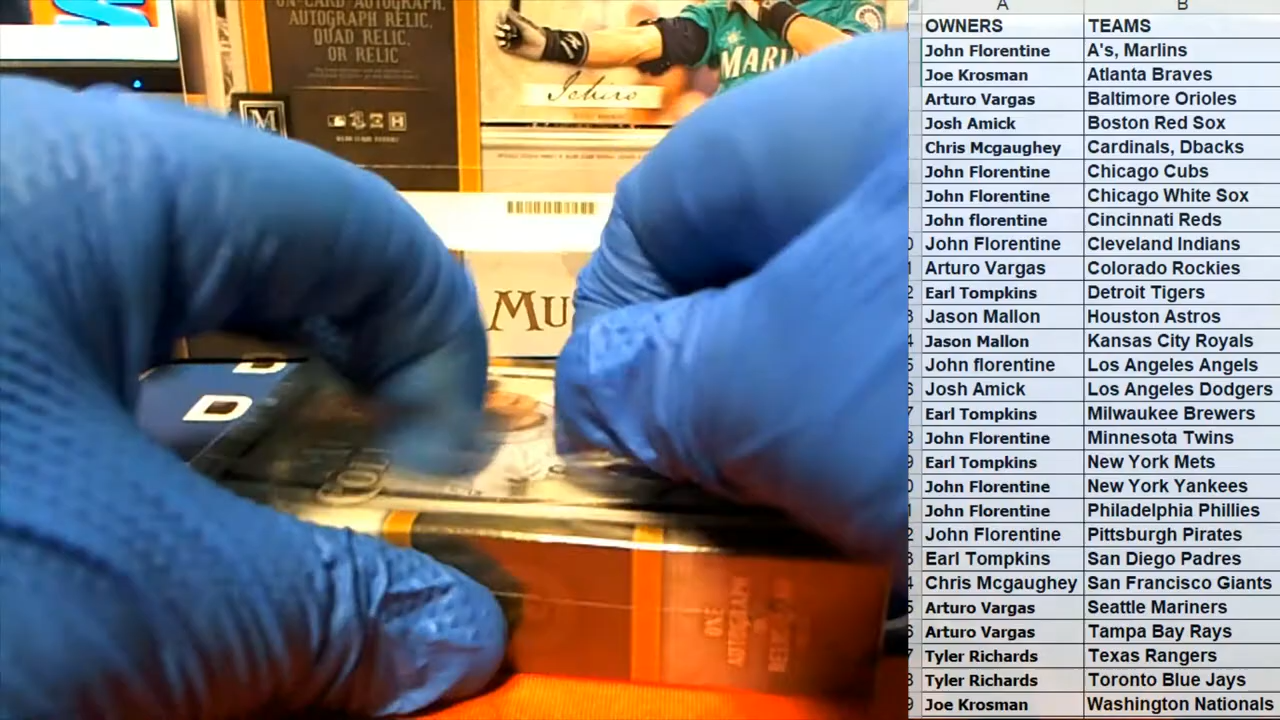 ON-CARD AUTOGRAPH,
AUTOGRAPH RELIC,
QUAD RELIC,
OR RELIC
M
MARIN
Ichiro
MU
D
ONE
AUTOGRAPH
OR
RELIC
A B
OWNERS TEAMS
John Florentine A's, Marlins
Joe Krosman Atlanta Braves
Arturo Vargas Baltimore Orioles
Josh Amick Boston Red Sox
Chris Mcgaughey Cardinals, Dbacks
John Florentine Chicago Cubs
John Florentine Chicago White Sox
John florentine Cincinnati Reds
John Florentine Cleveland Indians
Arturo Vargas Colorado Rockies
Earl Tompkins Detroit Tigers
Jason Mallon Houston Astros
Jason Mallon Kansas City Royals
John florentine Los Angeles Angels
Josh Amick Los Angeles Dodgers
Earl Tompkins Milwaukee Brewers
John Florentine Minnesota Twins
Earl Tompkins New York Mets
John Florentine New York Yankees
John Florentine Philadelphia Phillies
John Florentine Pittsburgh Pirates
Earl Tompkins San Diego Padres
Chris Mcgaughey San Francisco Giants
Arturo Vargas Seattle Mariners
Arturo Vargas Tampa Bay Rays
Tyler Richards Texas Rangers
Tyler Richards Toronto Blue Jays
Joe Krosman Washington Nationals